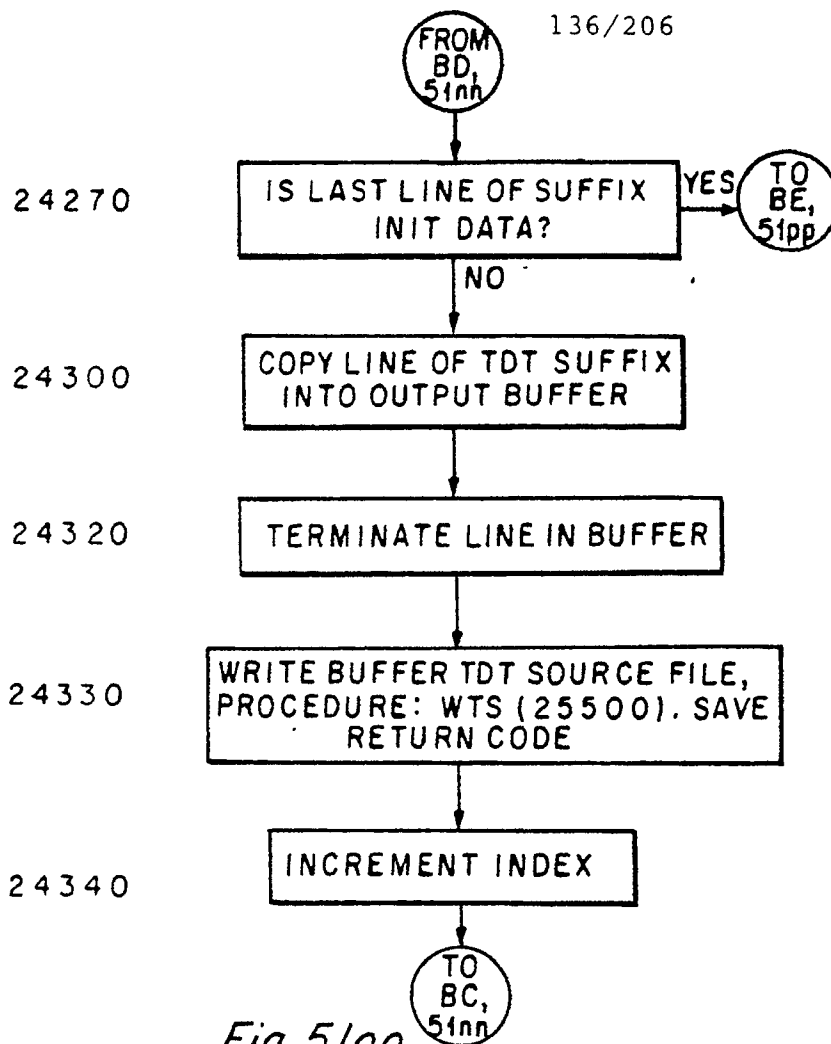 136/206
FROM
BD,
51nn
24270
IS LAST LINE OF SUFFIX
INIT DATA?
YES
TO
BE,
51pp
NO
24300
COPY LINE OF TDT SUFFIX
INTO OUTPUT BUFFER
24320
TERMINATE LINE IN BUFFER
24330
WRITE BUFFER TDT SOURCE FILE,
PROCEDURE: WTS (25500). SAVE
RETURN CODE
24340
INCREMENT INDEX
TO
BC,
51nn
Fig. 51oo